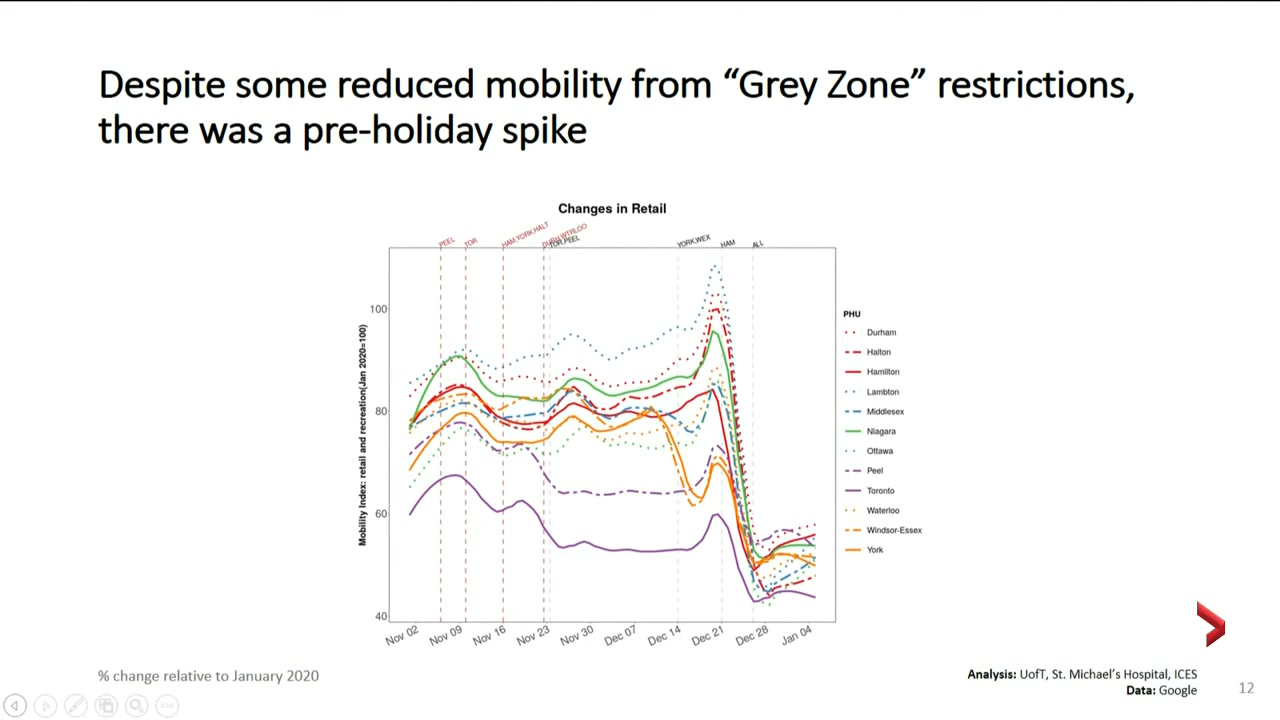 Despite some reduced mobility from “Grey Zone” restrictions,
there was a pre-holiday spike
Changes in Retail
PEEL
TOR
HAM,YORK,HALT
DURH,WTRLOO
TOR,PEEL
YORK,WEX
HAM
ALL
Mobility Index: retail and recreation(Jan 2020=100)
100
80
60
40
Nov 02
Nov 09
Nov 16
Nov 23
Nov 30
Dec 07
Dec 14
Dec 21
Dec 28
Jan 04
PHU
Durham
Halton
Hamilton
Lambton
Middlesex
Niagara
Ottawa
Peel
Toronto
Waterloo
Windsor-Essex
York
% change relative to January 2020
Analysis: UofT, St. Michael’s Hospital, ICES
Data: Google
12